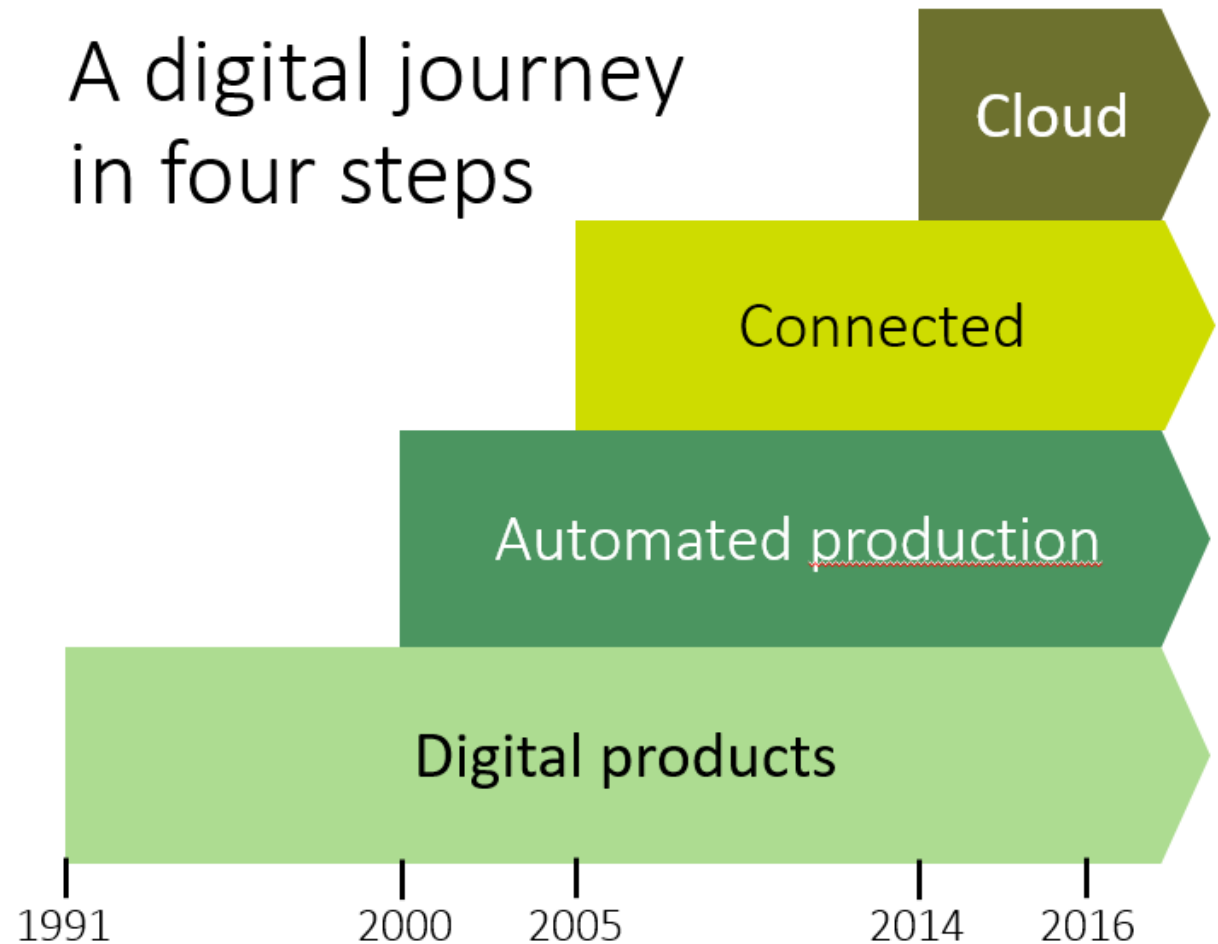 A digital journey
in four steps
Cloud
Connected
Automated production
Digital products
1991 2000 2005 2014 2016